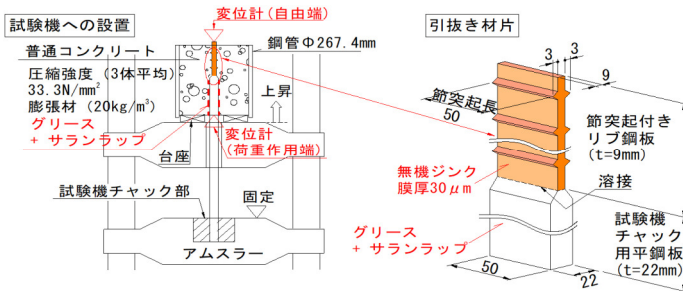 試験機への設置
変位計(自由端)
普通コンクリート
鋼管Φ267.4mm
圧縮強度(3体平均)
33.3N/mm²
膨張材(20kg/m³)
上昇
グリース
+ サランラップ
変位計
(荷重作用端)
台座
試験機チャック部
固定
アムスラー
引抜き材片
3
3
9
節突起長
50
節突起付き
リブ鋼板
(t=9mm)
無機ジンク
膜厚30μm
溶接
グリース
+ サランラップ
試験機
チャック
用平鋼板
(t=22mm)
50
22